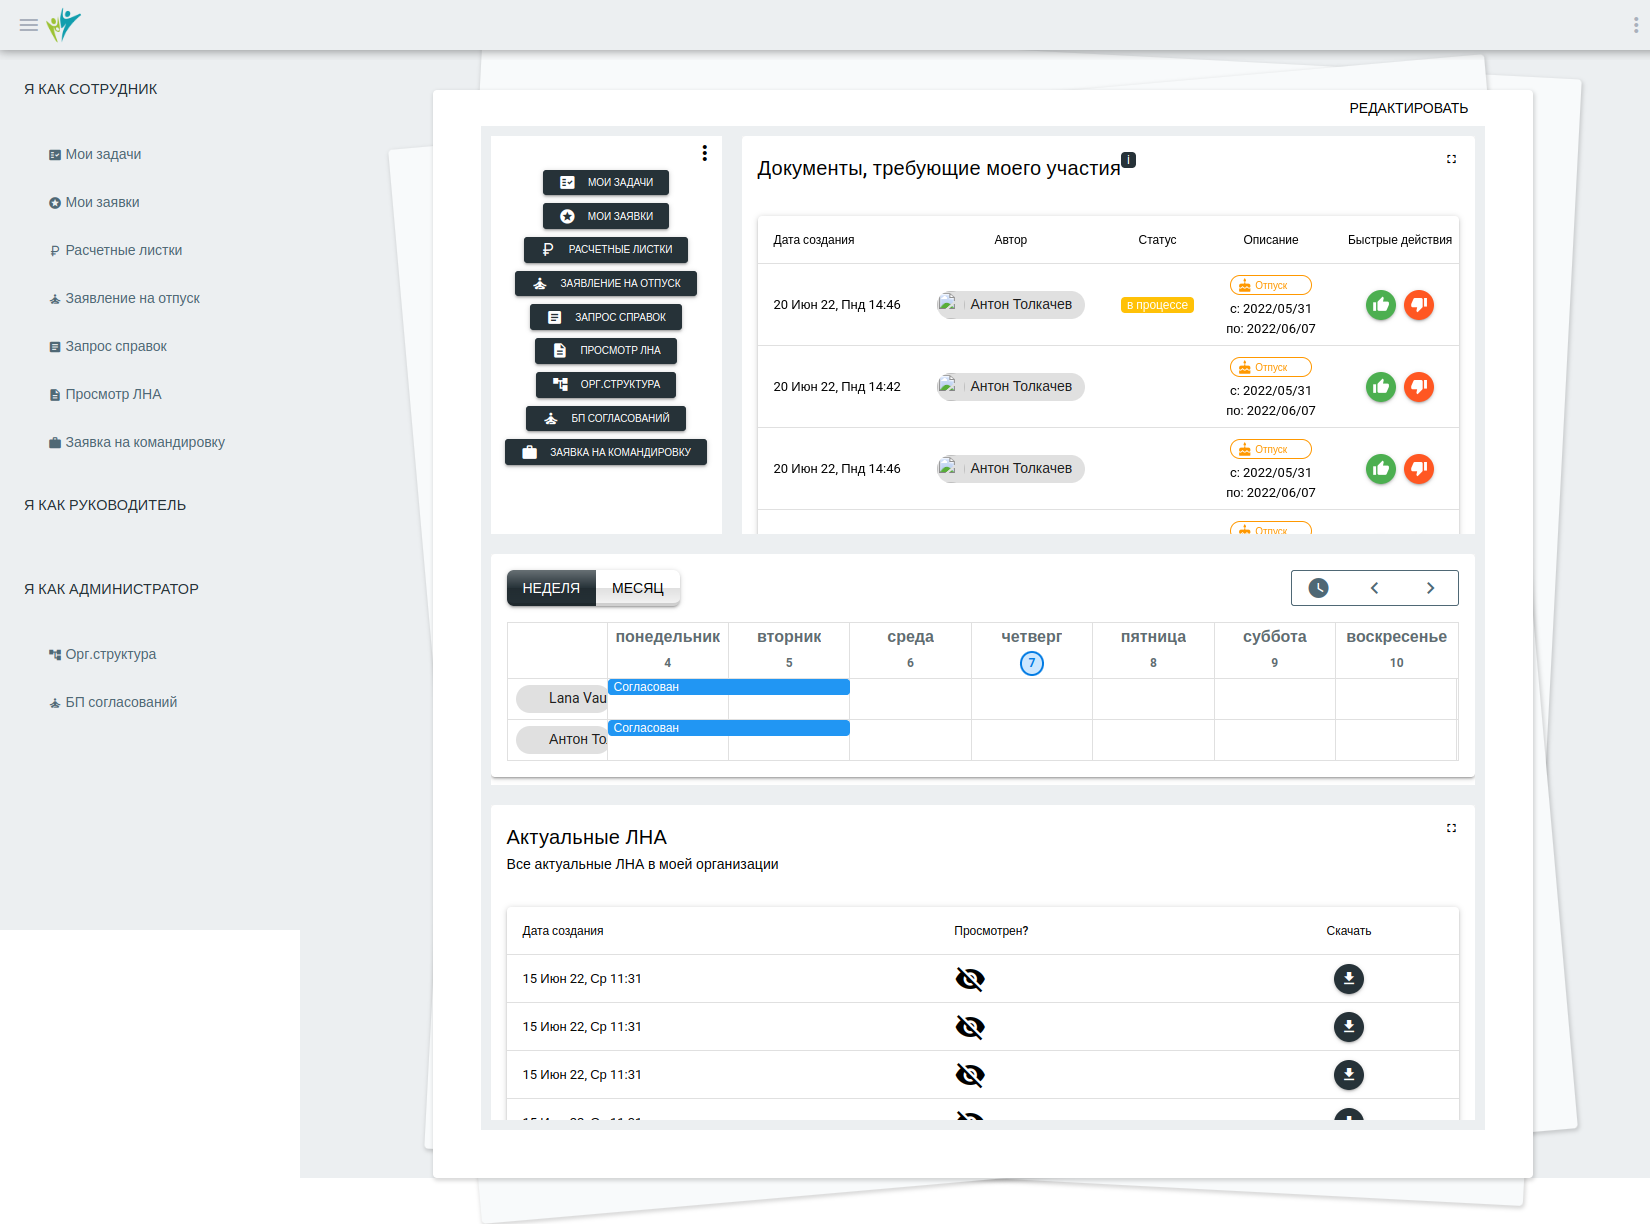 Я КАК СОТРУДНИК
Мои задачи
Мои заявки
Расчетные листки
Заявление на отпуск
Запрос справок
Просмотр ЛНА
Заявка на командировку
Я КАК РУКОВОДИТЕЛЬ
Я КАК АДМИНИСТРАТОР
Орг.структура
БП согласований
РЕДАКТИРОВАТЬ
МОИ ЗАДАЧИ
МОИ ЗАЯВКИ
РАСЧЕТНЫЕ ЛИСТКИ
ЗАЯВЛЕНИЕ НА ОТПУСК
ЗАПРОС СПРАВОК
ПРОСМОТР ЛНА
ОРГ.СТРУКТУРА
БП СОГЛАСОВАНИЙ
ЗАЯВКА НА КОМАНДИРОВКУ
Документы, требующие моего участия i
Дата создания Автор Статус Описание Быстрые действия
Отпуск
20 Июн 22, Пнд 14:46 Антон Толкачев в процессе с: 2022/05/31
по: 2022/06/07
Отпуск
20 Июн 22, Пнд 14:42 Антон Толкачев с: 2022/05/31
по: 2022/06/07
Отпуск
20 Июн 22, Пнд 14:46 Антон Толкачев с: 2022/05/31
по: 2022/06/07
Отпуск
НЕДЕЛЯ МЕСЯЦ
понедельник вторник среда четверг пятница суббота воскресенье
4 5 6 7 8 9 10
Lana Vau Согласован
Антон То Согласован
Актуальные ЛНА
Все актуальные ЛНА в моей организации
Дата создания Просмотрен? Скачать
15 Июн 22, Ср 11:31
15 Июн 22, Ср 11:31
15 Июн 22, Ср 11:31